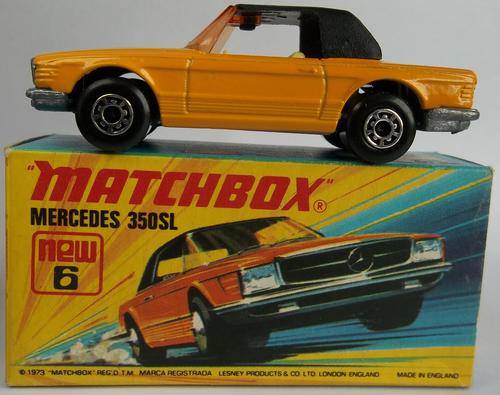 "MATCHBOX"®
MERCEDES 350SL
new
6
© 1973 "MATCHBOX" REG'D. T.M. MARCA REGISTRADA LESNEY PRODUCTS & CO. LTD. LONDON ENGLAND MADE IN ENGLAND